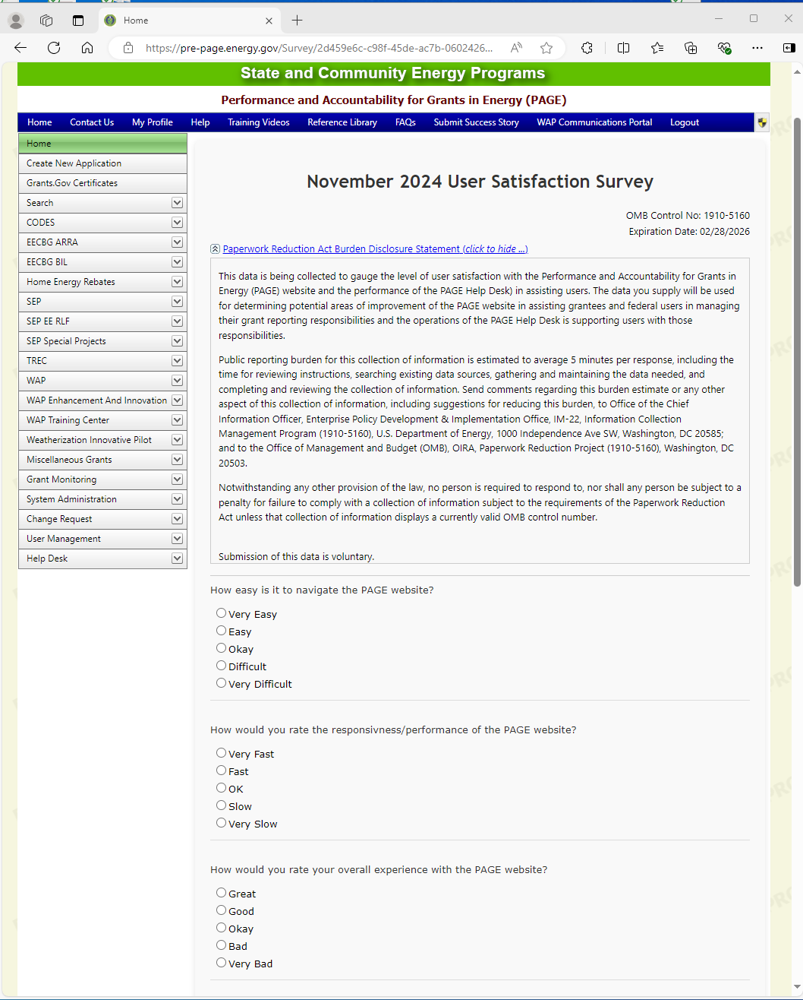 Home
https://pre-page.energy.gov/Survey/2d459e6c-c98f-45de-ac7b-0602426...
State and Community Energy Programs
Performance and Accountability for Grants in Energy (PAGE)
Home Contact Us My Profile Help Training Videos Reference Library FAQs Submit Success Story WAP Communications Portal Logout
Home
Create New Application
Grants.Gov Certificates
Search
CODES
EECBG ARRA
EECBG BIL
Home Energy Rebates
SEP
SEP EE RLF
SEP Special Projects
TREC
WAP
WAP Enhancement And Innovation
WAP Training Center
Weatherization Innovative Pilot
Miscellaneous Grants
Grant Monitoring
System Administration
Change Request
User Management
Help Desk
November 2024 User Satisfaction Survey
OMB Control No: 1910-5160
Expiration Date: 02/28/2026
Paperwork Reduction Act Burden Disclosure Statement (click to hide ...)
This data is being collected to gauge the level of user satisfaction with the Performance and Accountability for Grants in
Energy (PAGE) website and the performance of the PAGE Help Desk) in assisting users. The data you supply will be used
for determining potential areas of improvement of the PAGE website in assisting grantees and federal users in managing
their grant reporting responsibilities and the operations of the PAGE Help Desk is supporting users with those
responsibilities.
Public reporting burden for this collection of information is estimated to average 5 minutes per response, including the
time for reviewing instructions, searching existing data sources, gathering and maintaining the data needed, and
completing and reviewing the collection of information. Send comments regarding this burden estimate or any other
aspect of this collection of information, including suggestions for reducing this burden, to Office of the Chief
Information Officer, Enterprise Policy Development & Implementation Office, IM-22, Information Collection
Management Program (1910-5160), U.S. Department of Energy, 1000 Independence Ave SW, Washington, DC 20585;
and to the Office of Management and Budget (OMB), OIRA, Paperwork Reduction Project (1910-5160), Washington, DC
20503.
Notwithstanding any other provision of the law, no person is required to respond to, nor shall any person be subject to a
penalty for failure to comply with a collection of information subject to the requirements of the Paperwork Reduction
Act unless that collection of information displays a currently valid OMB control number.
Submission of this data is voluntary.
How easy is it to navigate the PAGE website?
Very Easy
Easy
Okay
Difficult
Very Difficult
How would you rate the responsivness/performance of the PAGE website?
Very Fast
Fast
OK
Slow
Very Slow
How would you rate your overall experience with the PAGE website?
Great
Good
Okay
Bad
Very Bad